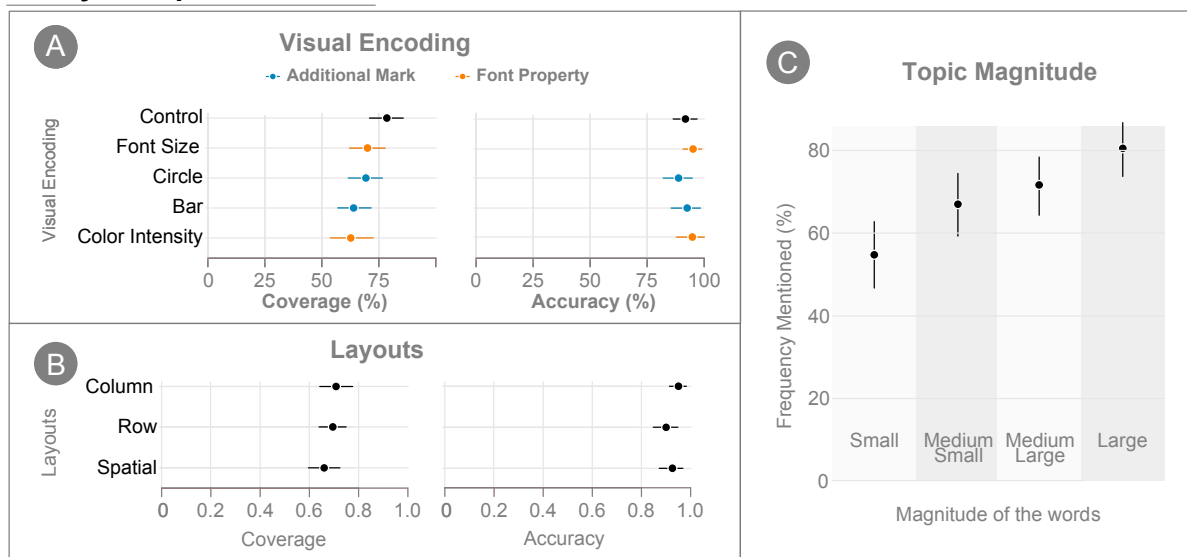 A
Visual Encoding
Additional Mark
Font Property
Visual Encoding
Control
Font Size
Circle
Bar
Color Intensity
0 25 50 75
Coverage (%)
0 25 50 75 100
Accuracy (%)
B
Layouts
Layouts
Column
Row
Spatial
0 0.2 0.4 0.6 0.8 1.0
Coverage
0 0.2 0.4 0.6 0.8 1.0
Accuracy
C
Topic Magnitude
Frequency Mentioned (%)
80
60
40
20
0
Small
Medium Small
Medium Large
Large
Magnitude of the words